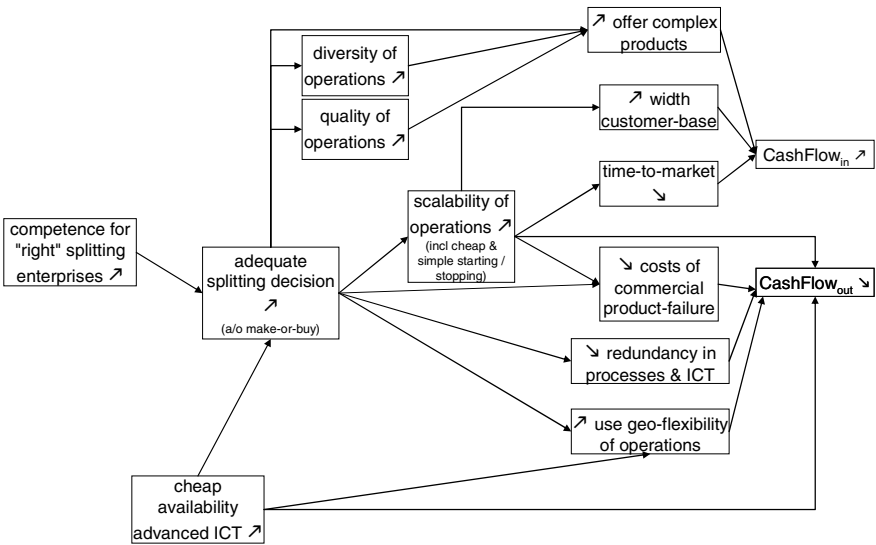 ↗ offer complex
products
diversity of
operations ↗
quality of
operations ↗
↗ width
customer-base
CashFlowin ↗
time-to-market
↘
scalability of
operations ↗
(incl cheap &
simple starting /
stopping)
competence for
"right" splitting
enterprises ↗
adequate
splitting decision
↗
(a/o make-or-buy)
↘ costs of
commercial
product-failure
CashFlowout ↘
↘ redundancy in
processes & ICT
↗ use geo-flexibility
of operations
cheap
availability
advanced ICT ↗